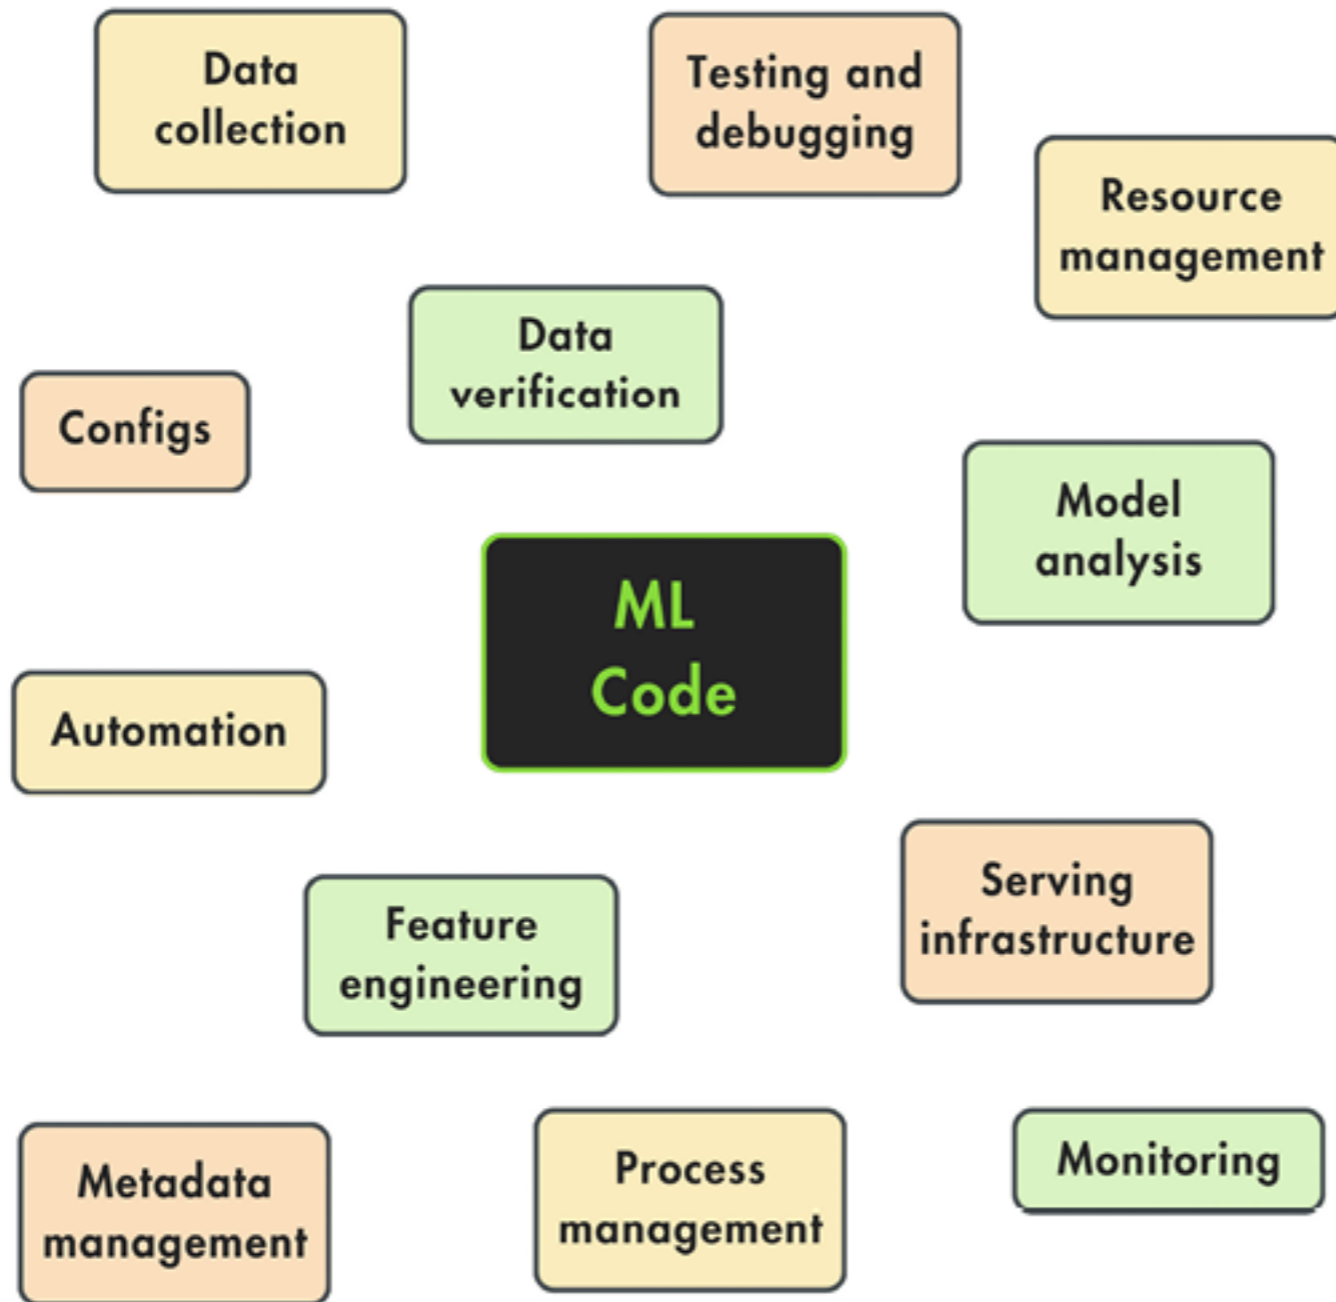 Data
collection
Testing and
debugging
Resource
management
Data
verification
Configs
Model
analysis
ML
Code
Automation
Serving
infrastructure
Feature
engineering
Metadata
management
Process
management
Monitoring